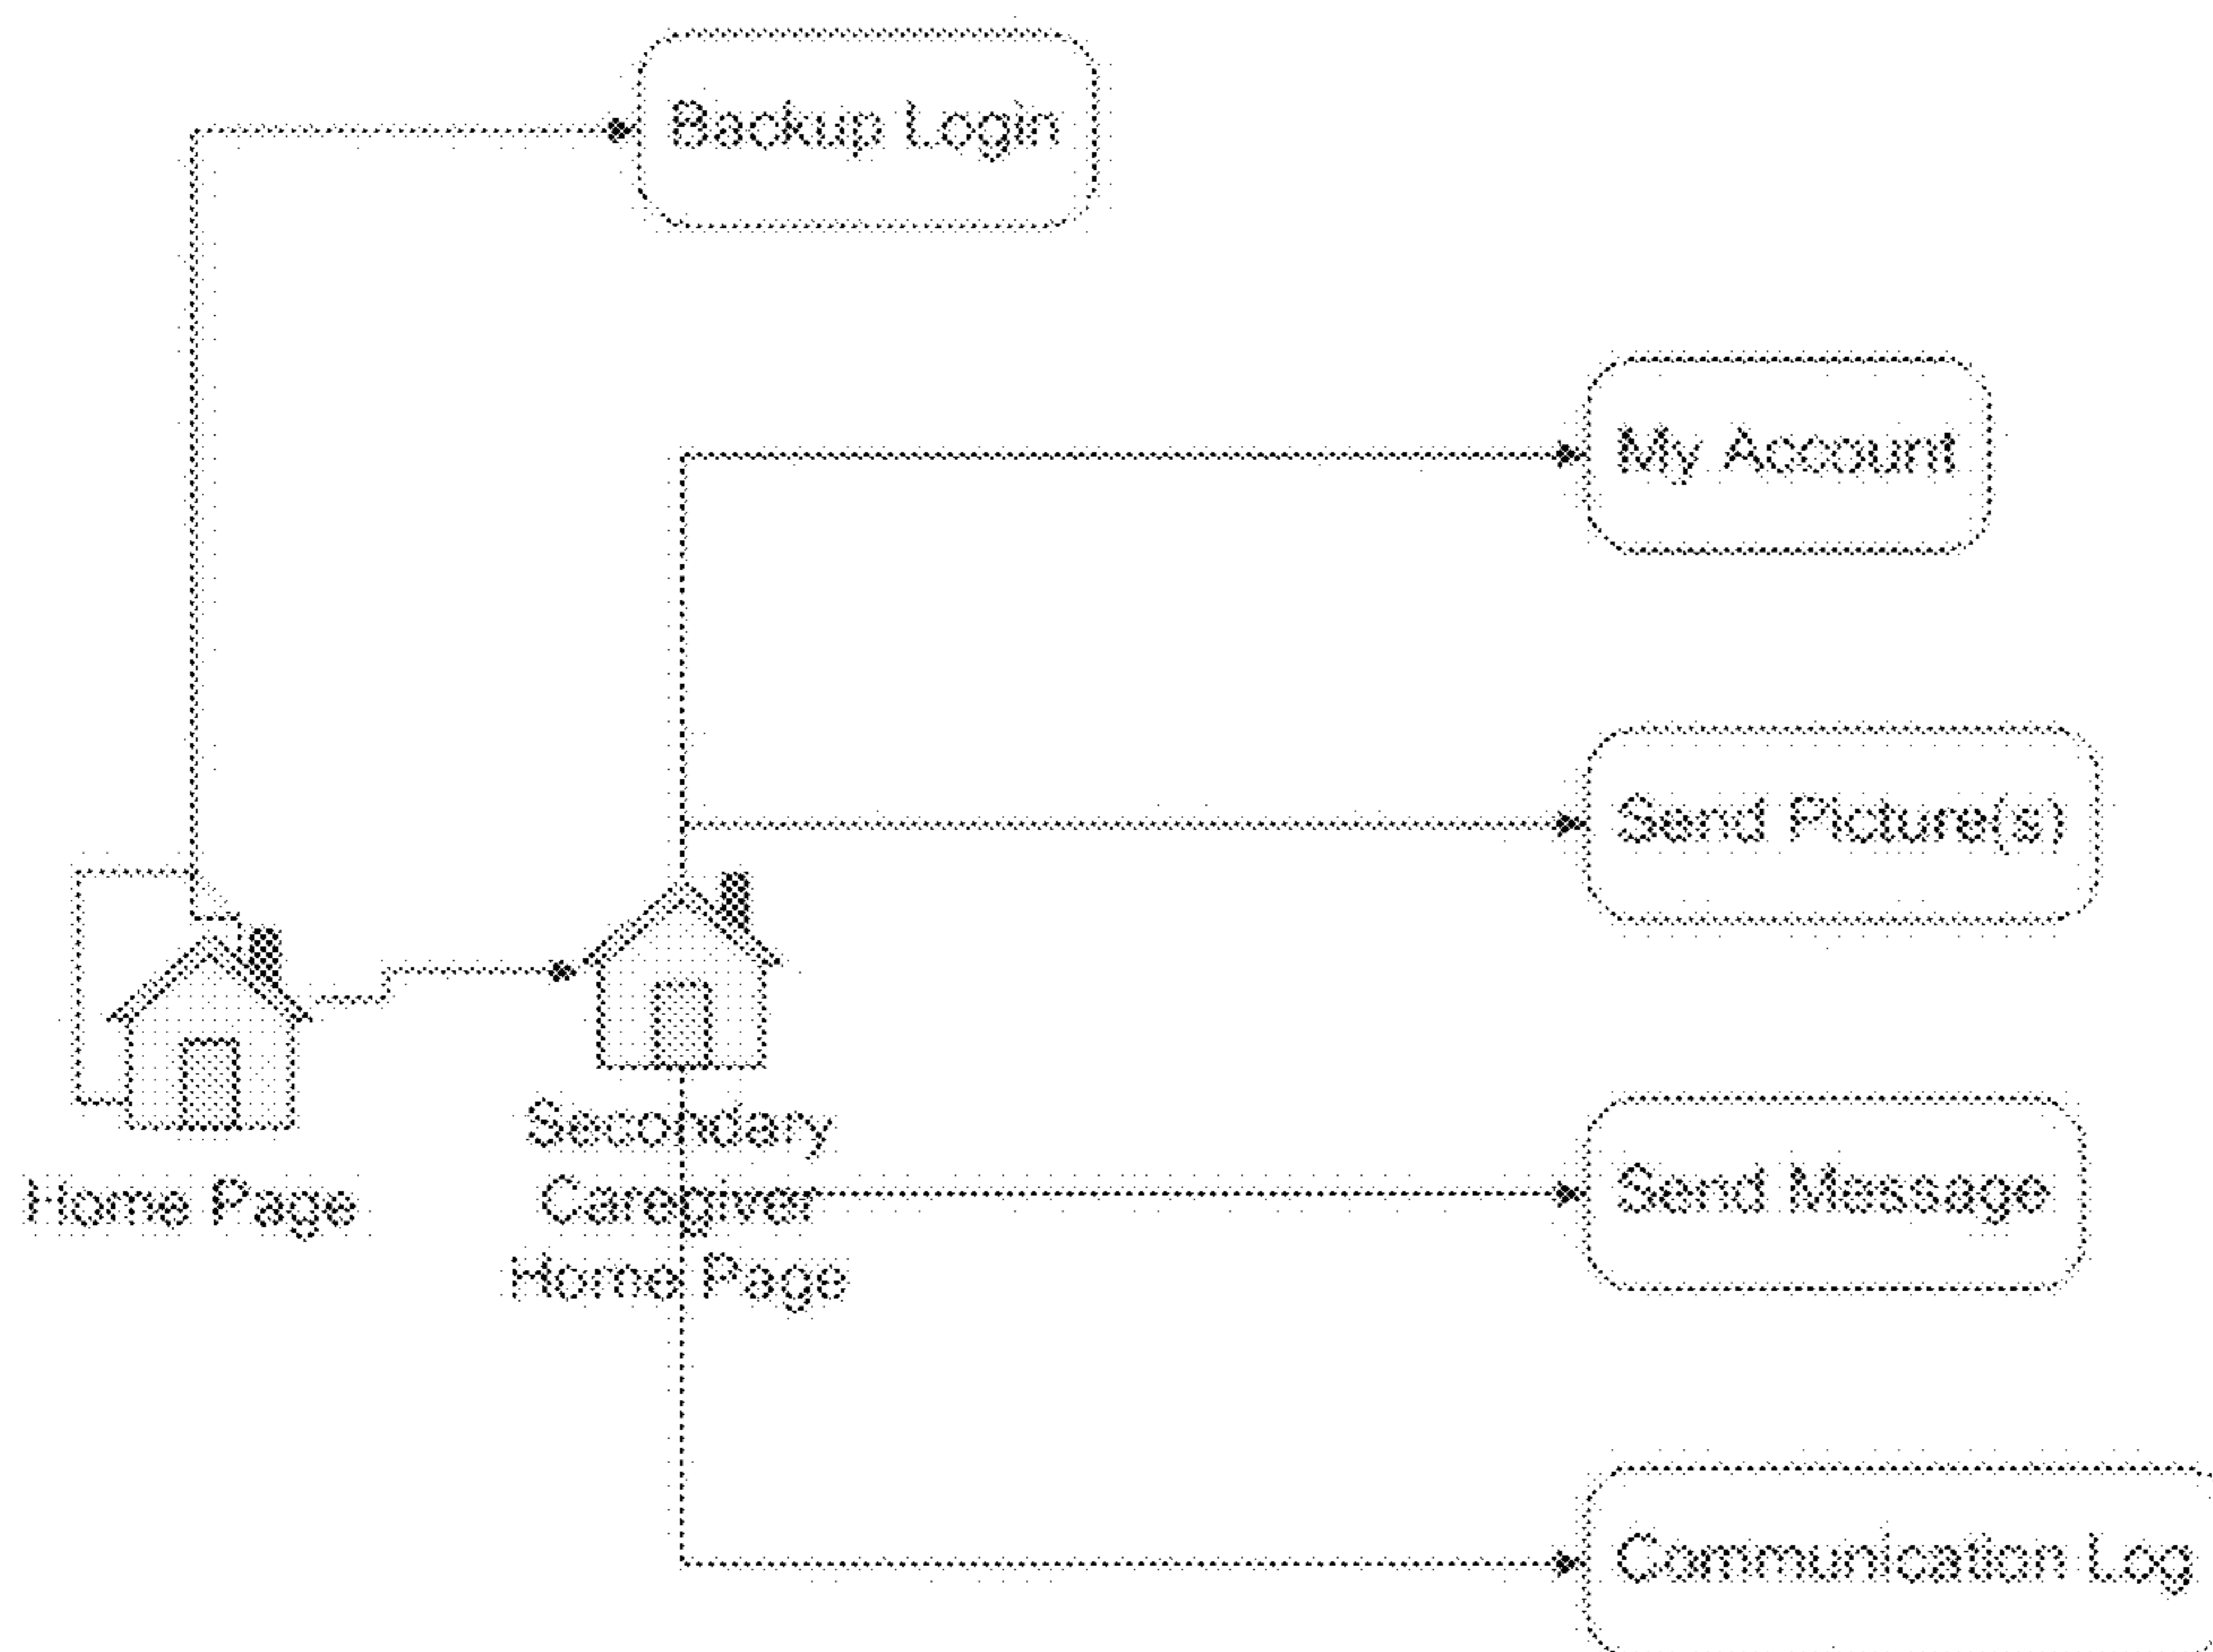 Backup Login
My Account
Send Picture(s)
Home Page
Secondary
Caregiver
Home Page
Send Message
Communication Log